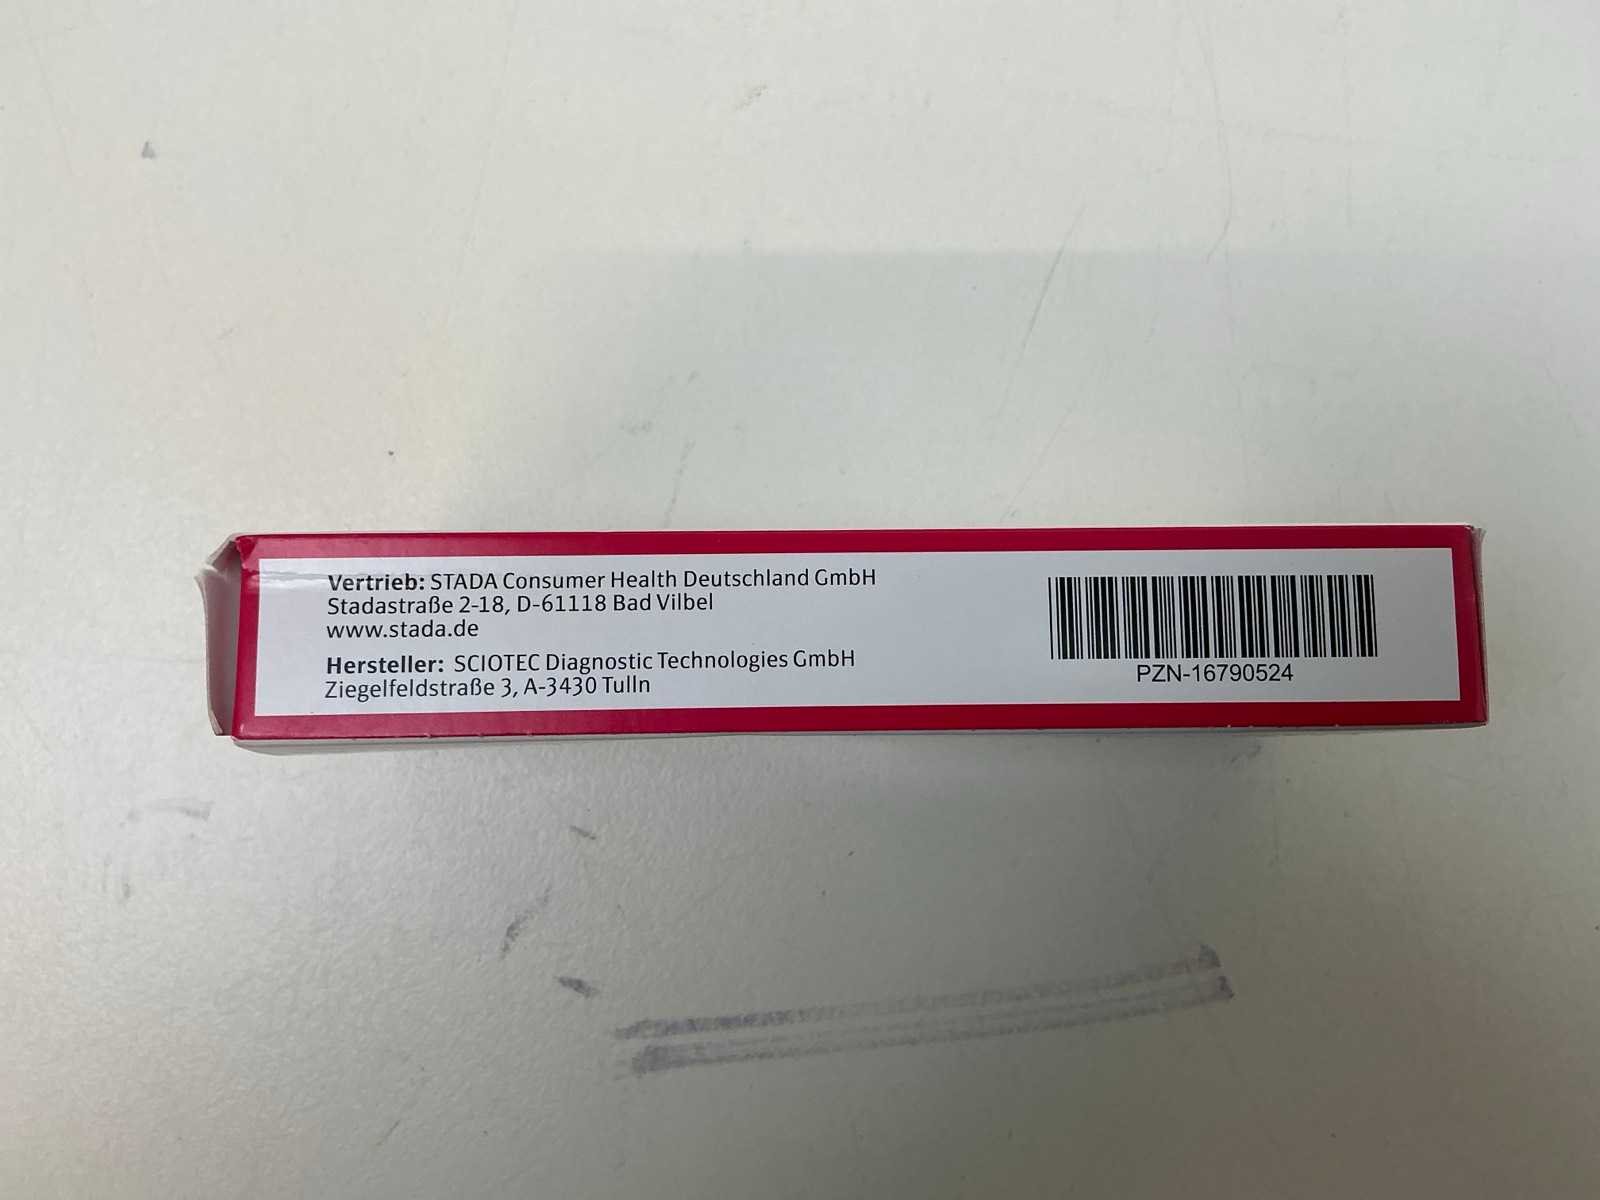 Vertrieb: STADA Consumer Health Deutschland GmbH
Stadastraße 2-18, D-61118 Bad Vilbel
www.stada.de
Hersteller: SCIOTEC Diagnostic Technologies GmbH
Ziegelfeldstraße 3, A-3430 Tulln
PZN-16790524